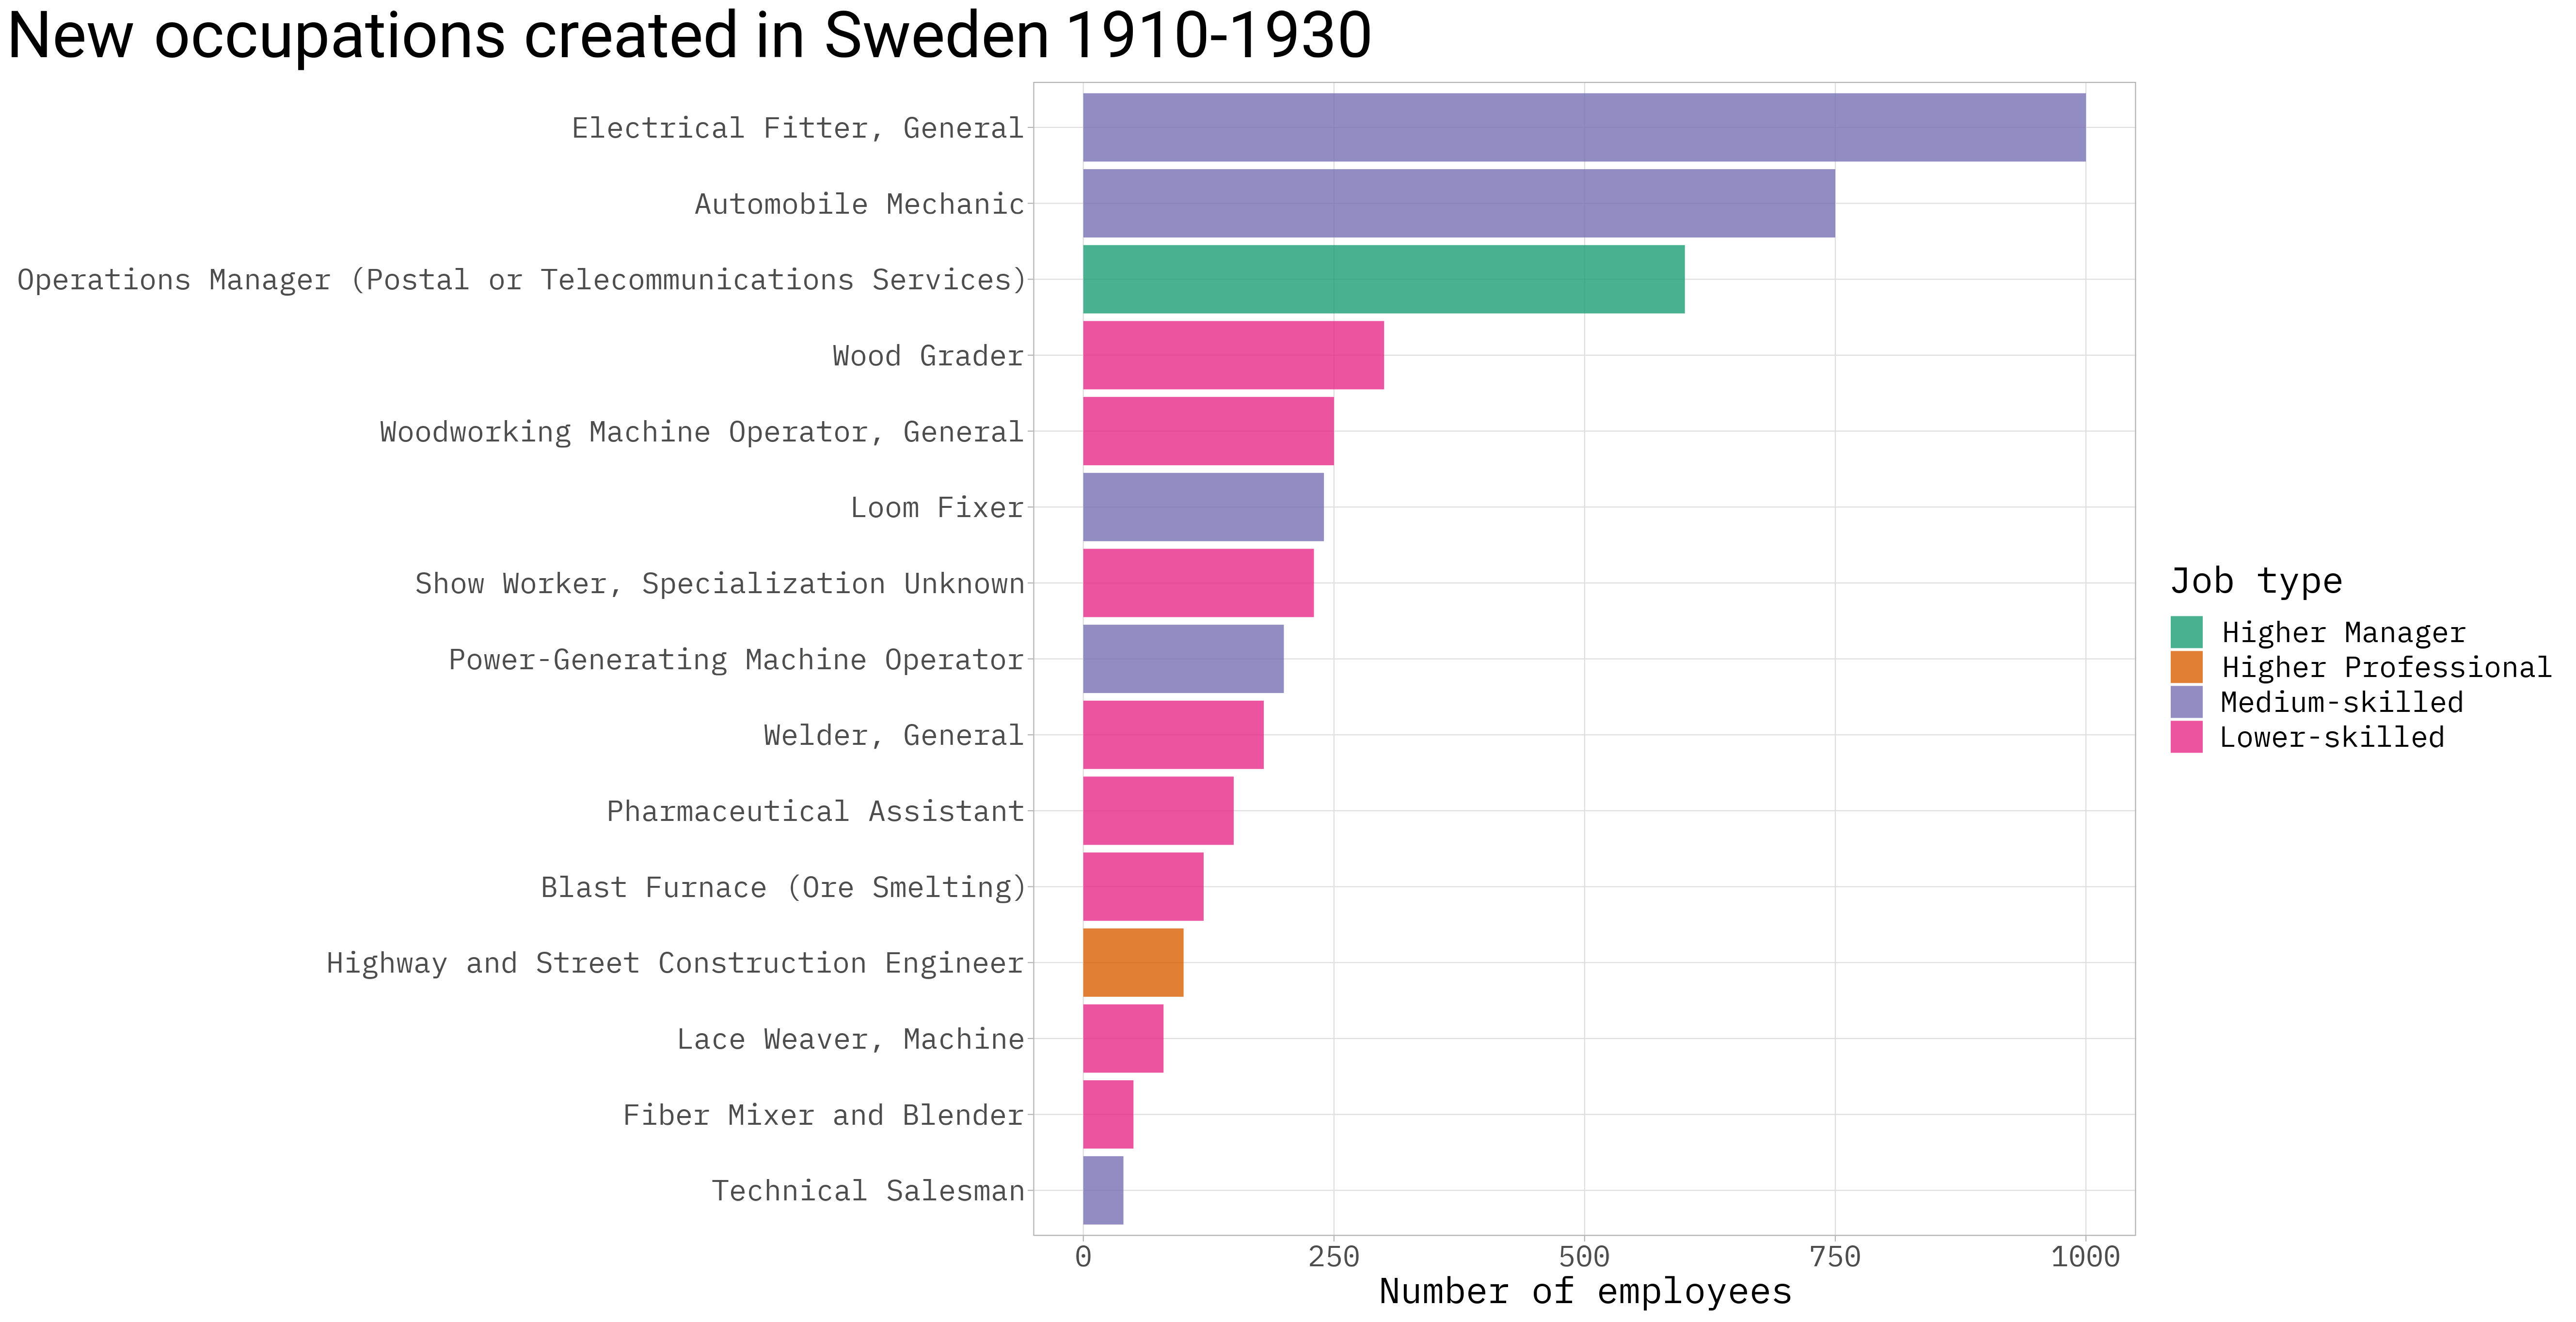 New occupations created in Sweden 1910-1930
Electrical Fitter, General
Automobile Mechanic
Operations Manager (Postal or Telecommunications Services)
Wood Grader
Woodworking Machine Operator, General
Loom Fixer
Show Worker, Specialization Unknown
Power-Generating Machine Operator
Welder, General
Pharmaceutical Assistant
Blast Furnace (Ore Smelting)
Highway and Street Construction Engineer
Lace Weaver, Machine
Fiber Mixer and Blender
Technical Salesman
0 250 500 750 1000
Number of employees
Job type
Higher Manager
Higher Professional
Medium-skilled
Lower-skilled